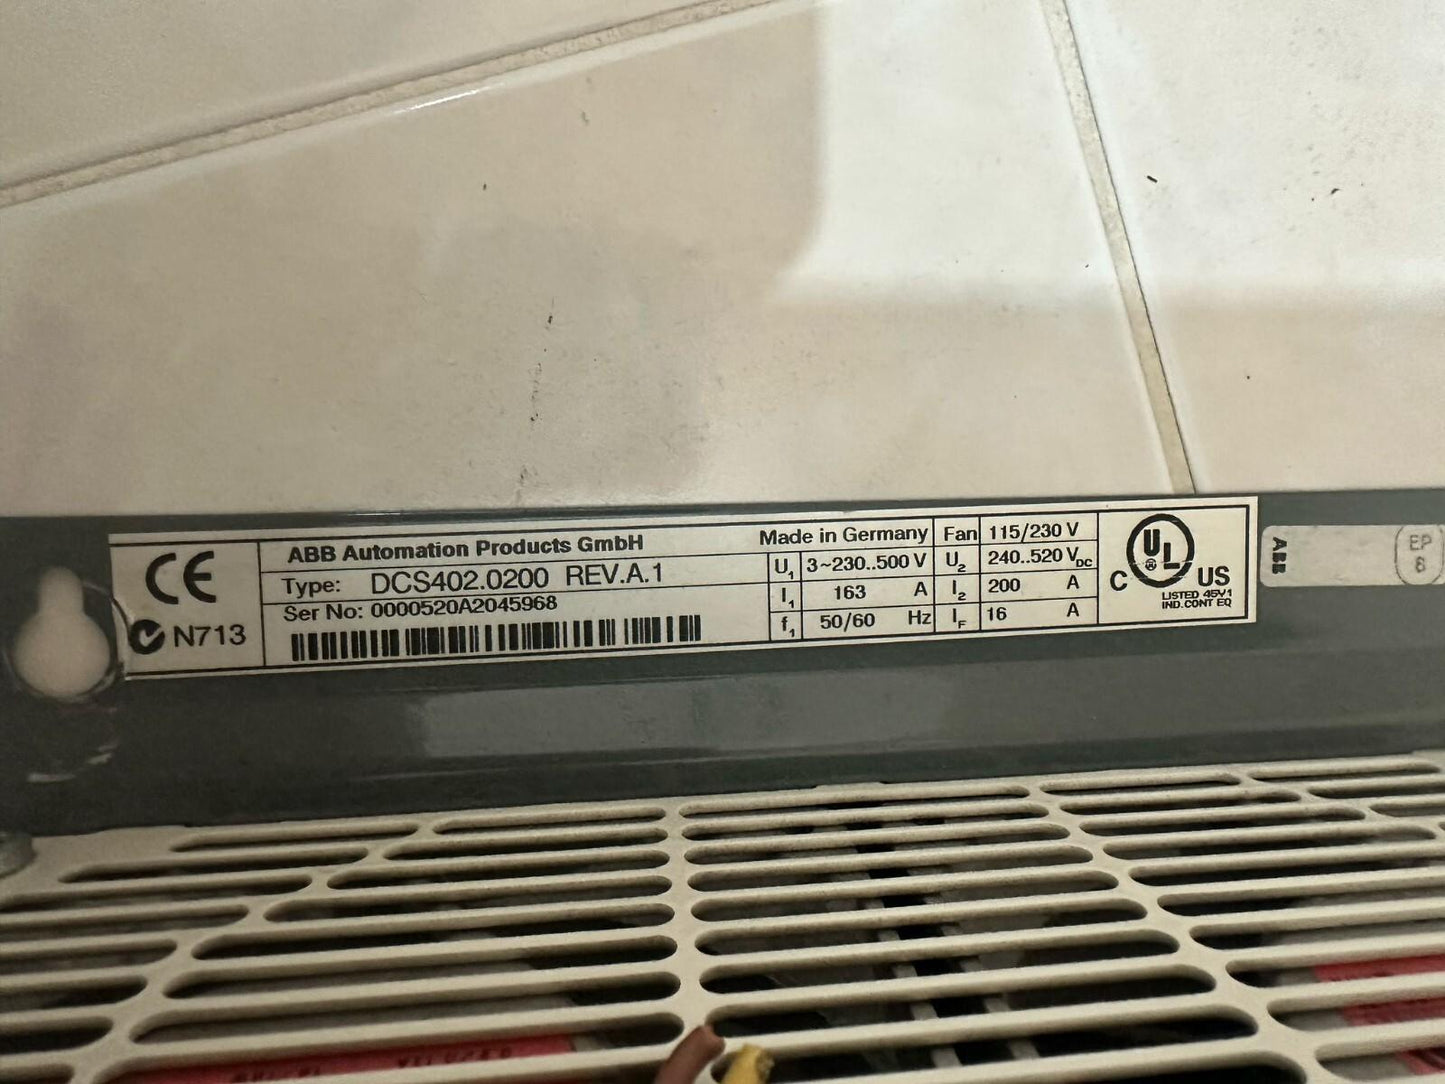 CE
N713
ABB Automation Products GmbH
Type: DCS402.0200 REV.A.1
Ser No: 0000520A2045968
Made in Germany
U1 3~230..500 V
I1 163 A
f1 50/60 Hz
Fan 115/230 V
U2 240..520 VDC
I2 200 A
IF 16 A
C UL ® US
LISTED 45Y1
IND.CONT EQ
ABB
EP
8